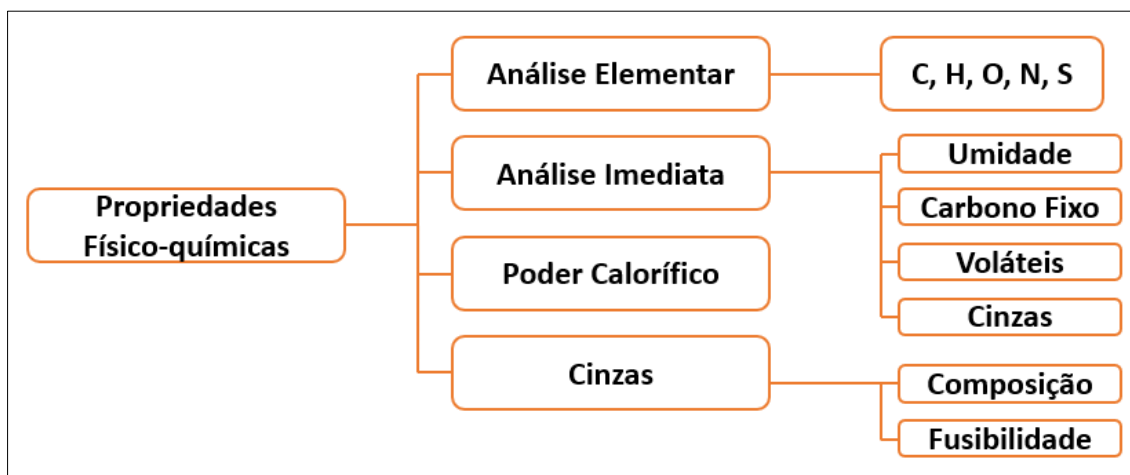 Propriedades
Físico-químicas
Análise Elementar
C, H, O, N, S
Análise Imediata
Umidade
Carbono Fixo
Voláteis
Cinzas
Poder Calorífico
Cinzas
Composição
Fusibilidade